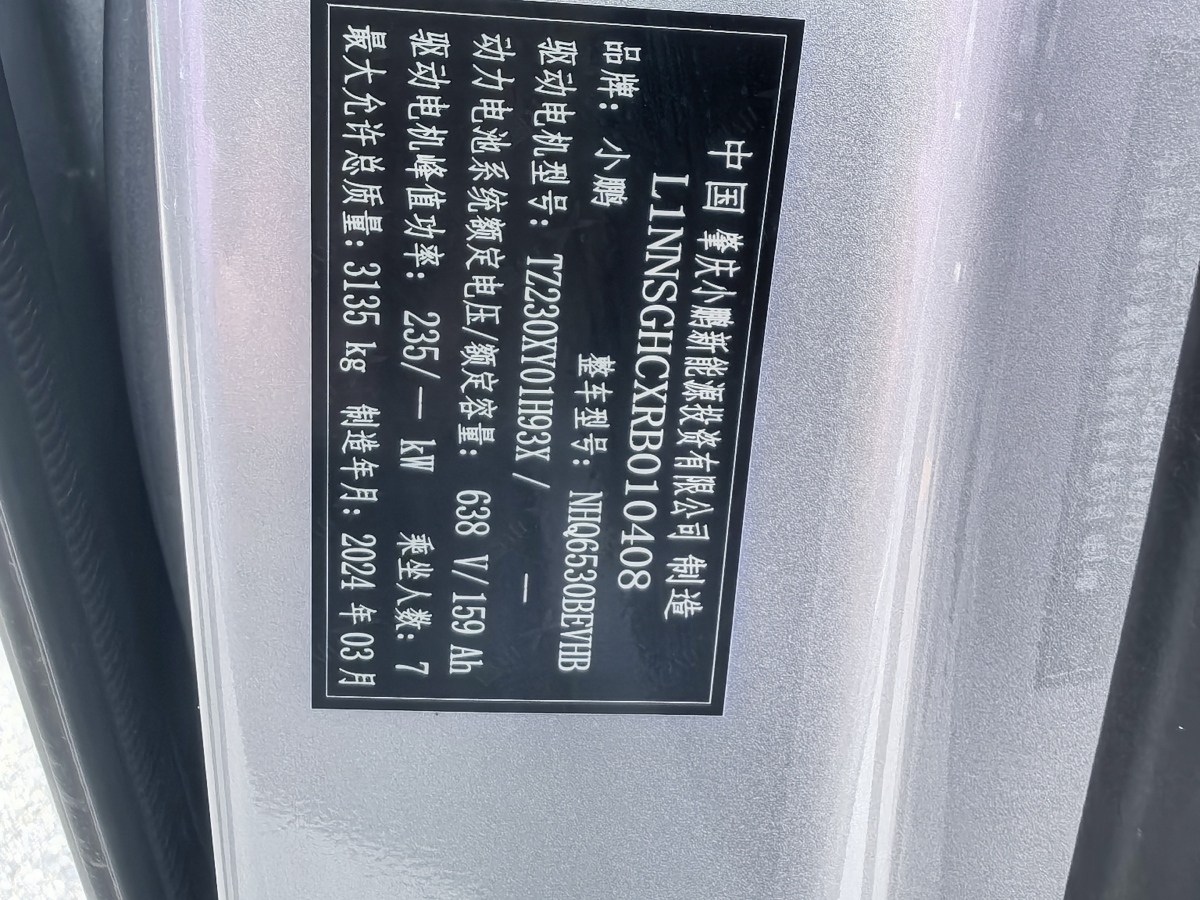 中国 肇庆小鹏新能源投资有限公司 制造
L1NNSGHCXRB010408
品牌: 小鹏 整车型号: NHQ6530BEVHB
驱动电机型号: TZ230XY01H93X / —
动力电池系统额定电压/额定容量: 638 V/159 Ah
驱动电机峰值功率: 235/— kW 乘坐人数: 7
最大允许总质量: 3135 kg 制造年月: 2024 年 03 月